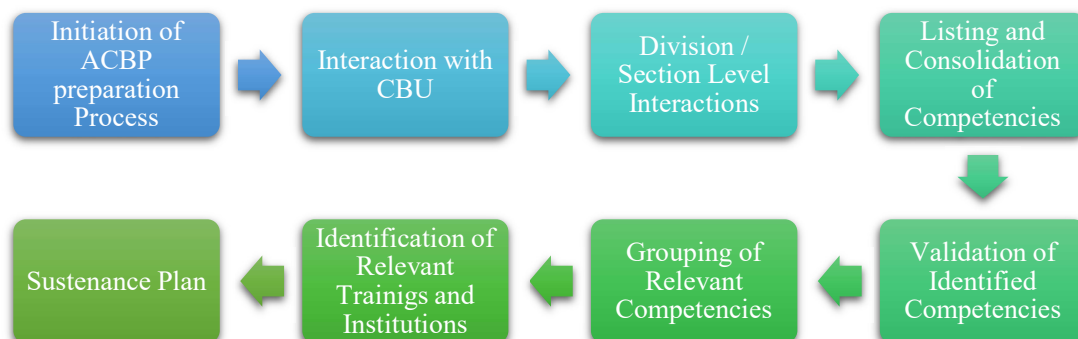 Initiation of
ACBP
preparation
Process
Interaction with
CBU
Division /
Section Level
Interactions
Listing and
Consolidation
of
Competencies
Validation of
Identified
Competencies
Grouping of
Relevant
Competencies
Identification of
Relevant
Trainigs and
Institutions
Sustenance Plan